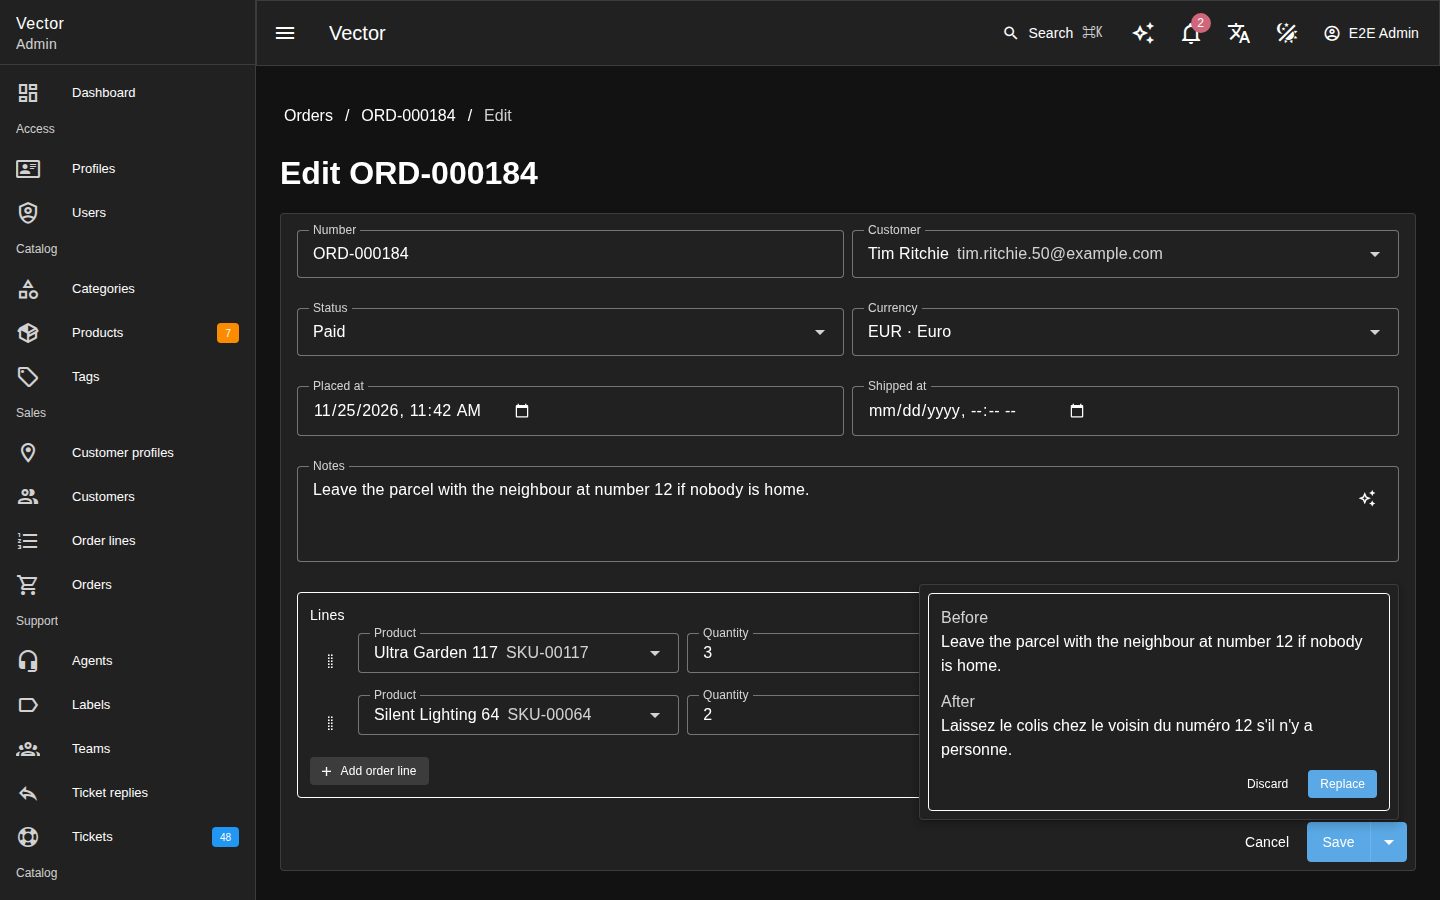 Vector
Admin
Dashboard
Access
Profiles
Users
Catalog
Categories
Products 7
Tags
Sales
Customer profiles
Customers
Order lines
Orders
Support
Agents
Labels
Teams
Ticket replies
Tickets 48
Catalog
Vector
Search ⌘K
2
E2E Admin
Orders / ORD-000184 / Edit
Edit ORD-000184
Number
ORD-000184
Customer
Tim Ritchie tim.ritchie.50@example.com
Status
Paid
Currency
EUR · Euro
Placed at
11/25/2026, 11:42 AM
Shipped at
mm/dd/yyyy, --:-- --
Notes
Leave the parcel with the neighbour at number 12 if nobody is home.
Lines
Product
Ultra Garden 117 SKU-00117
Quantity
3
Product
Silent Lighting 64 SKU-00064
Quantity
2
Add order line
Before
Leave the parcel with the neighbour at number 12 if nobody
is home.
After
Laissez le colis chez le voisin du numéro 12 s'il n'y a
personne.
Discard
Replace
Cancel
Save